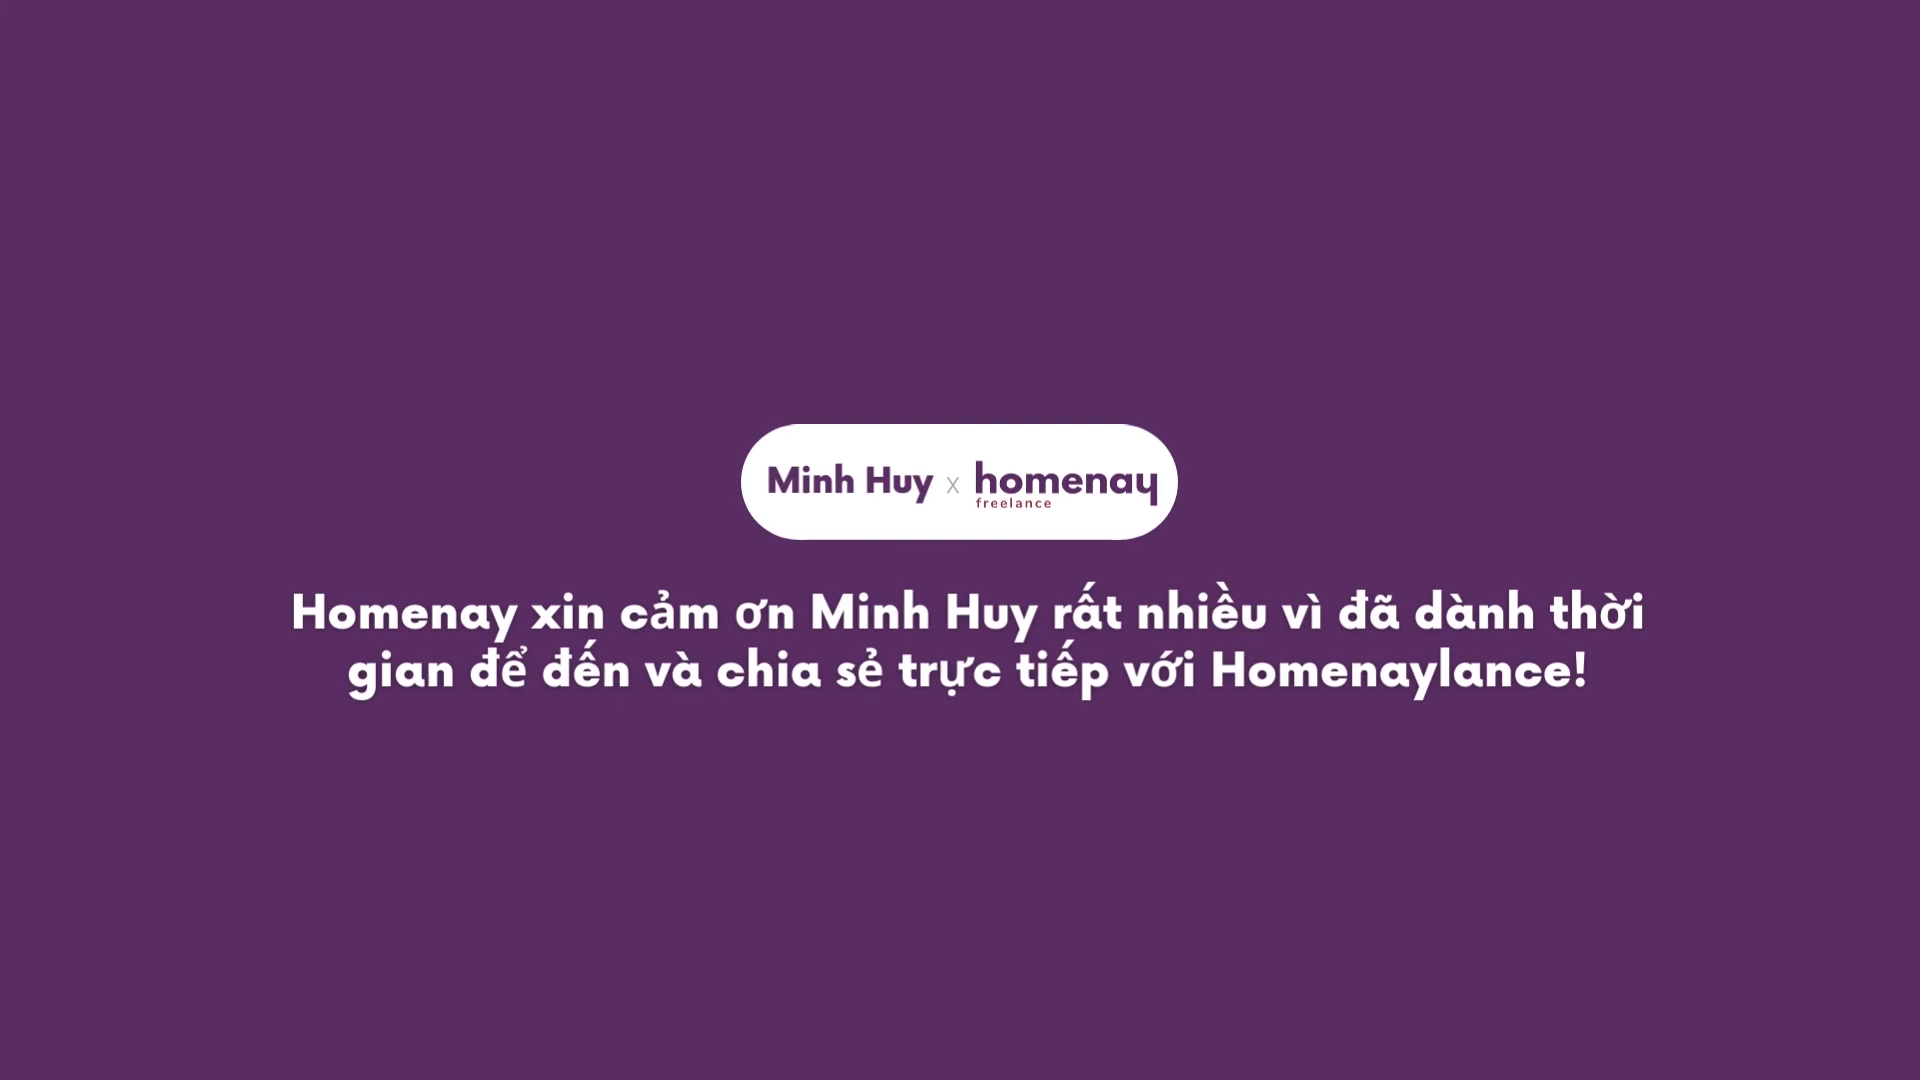 Minh Huy x homenay
freelance
Homenay xin cảm ơn Minh Huy rất nhiều vì đã dành thời
gian để đến và chia sẻ trực tiếp với Homenaylance!